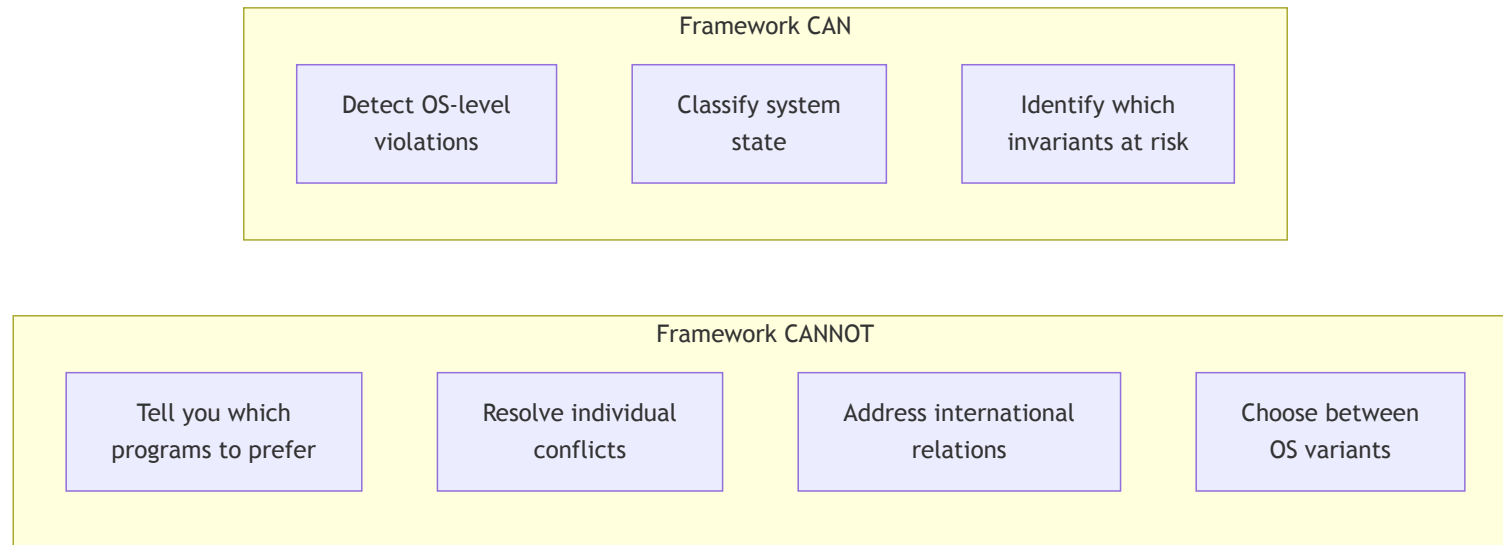 Framework CAN
Detect OS-level
violations
Classify system
state
Identify which
invariants at risk
Framework CANNOT
Tell you which
programs to prefer
Resolve individual
conflicts
Address international
relations
Choose between
OS variants